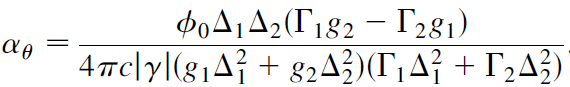 α_θ = \frac{ϕ_0 Δ_1 Δ_2 (Γ_1 g_2 − Γ_2 g_1)}{4πc|γ|(g_1 Δ_1^2 + g_2 Δ_2^2)(Γ_1 Δ_1^2 + Γ_2 Δ_2^2)}.